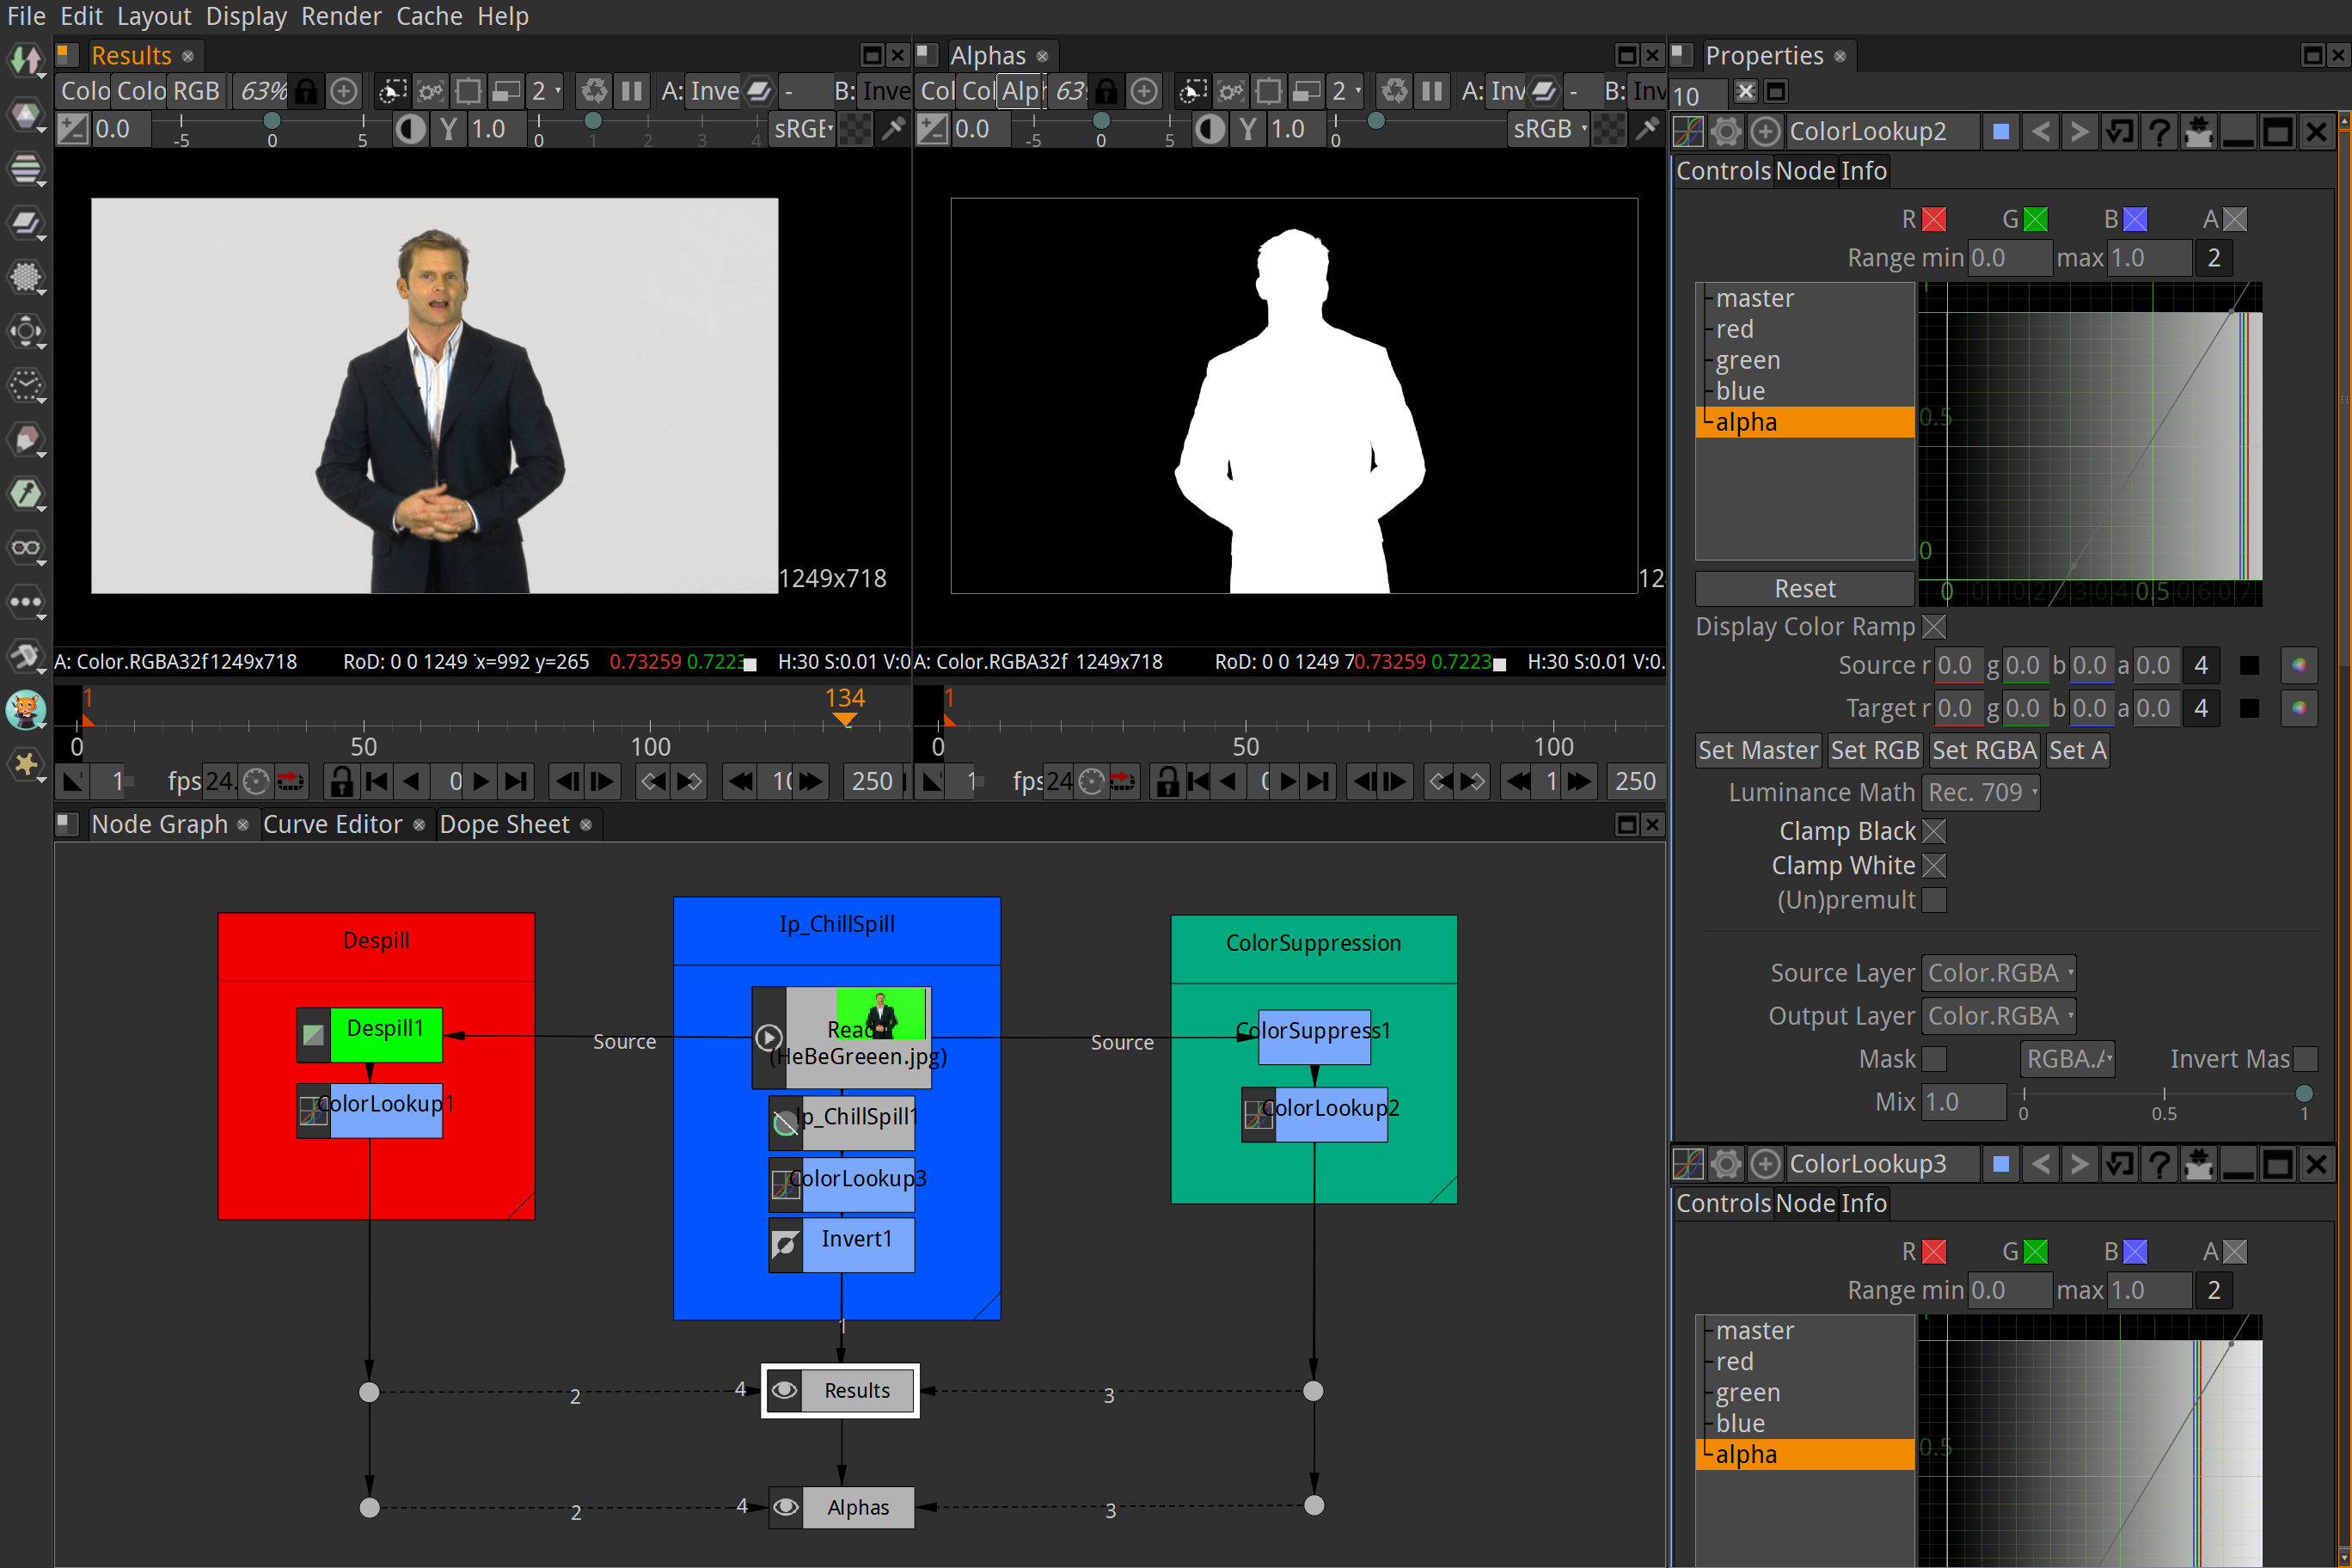 File Edit Layout Display Render Cache Help
Results
Colo Colo RGB 63% 2 A: Inve - B: Inve
0.0 -5 0 5 Y 1.0 0 1 2 3 4 sRGB
1249x718
A: Color.RGBA32f 1249x718 RoD: 0 0 1249 x=992 y=265 0.73259 0.7223 H:30 S:0.01 V:0
1 134
0 50 100
1 fps 24. 0 10 250
Alphas
Col Col Alph 63 2 A: Inv - B: Inv
0.0 -5 0 5 Y 1.0 0 sRGB
12
A: Color.RGBA32f 1249x718 RoD: 0 0 1249 7 0.73259 0.7223 H:30 S:0.01 V:0.
1
0 50 100
1 fps 24 0 1 250
Node Graph Curve Editor Dope Sheet
Despill
Despill1
ColorLookup1
Ip_ChillSpill
Read
(HeBeGreeen.jpg)
Ip_ChillSpill1
ColorLookup3
Invert1
ColorSuppression
ColorSuppress1
ColorLookup2
Source
Source
1
2 4 Results 3
2 4 Alphas 3
Properties
10
ColorLookup2
Controls Node Info
R G B A
Range min 0.0 max 1.0 2
master
red
green
blue
alpha
0.5
0
0 0.1 0.2 0.3 0.4 0.5 0.6 0.7
Reset
Display Color Ramp
Source r 0.0 g 0.0 b 0.0 a 0.0 4
Target r 0.0 g 0.0 b 0.0 a 0.0 4
Set Master Set RGB Set RGBA Set A
Luminance Math Rec. 709
Clamp Black
Clamp White
(Un)premult
Source Layer Color.RGBA
Output Layer Color.RGBA
Mask RGBA.A Invert Mas
Mix 1.0 0 0.5 1
ColorLookup3
Controls Node Info
R G B A
Range min 0.0 max 1.0 2
master
red
green
blue
alpha
0.5